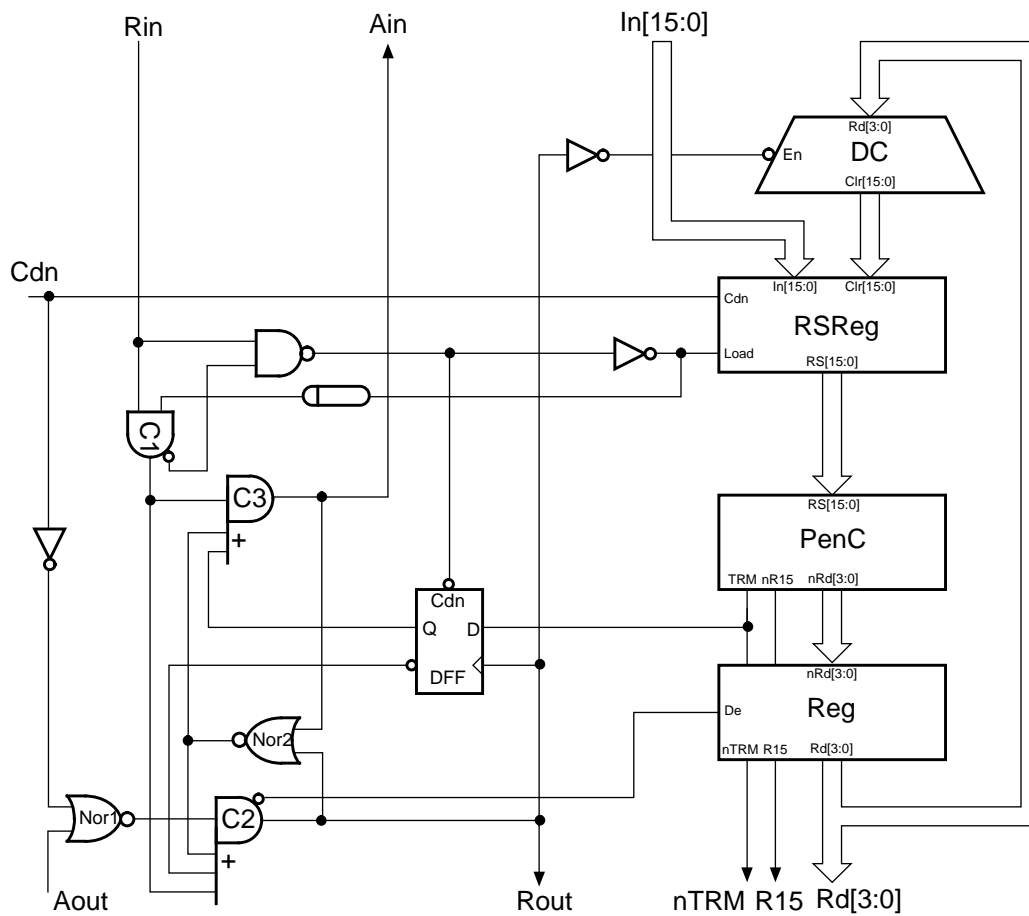 Rin
Ain
In[15:0]
Rd[3:0]
En
DC
Clr[15:0]
Cdn
In[15:0] Clr[15:0]
Cdn
RSReg
Load
RS[15:0]
C1
C3
+
RS[15:0]
PenC
TRM nR15 nRd[3:0]
Cdn
Q D
DFF
nRd[3:0]
De
Reg
nTRM R15 Rd[3:0]
Nor2
Nor1
C2
+
Aout
Rout
nTRM R15 Rd[3:0]